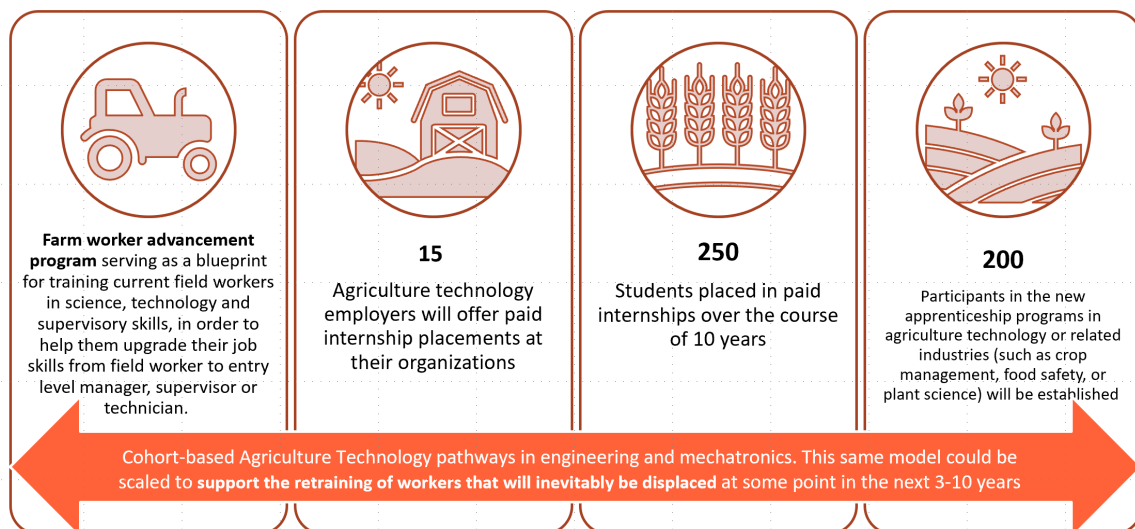 Farm worker advancement
program serving as a blueprint
for training current field workers
in science, technology and
supervisory skills, in order to
help them upgrade their job
skills from field worker to entry
level manager, supervisor or
technician.
15
Agriculture technology
employers will offer paid
internship placements at
their organizations
250
Students placed in paid
internships over the course
of 10 years
200
Participants in the new
apprenticeship programs in
agriculture technology or related
industries (such as crop
management, food safety, or
plant science) will be established
Cohort-based Agriculture Technology pathways in engineering and mechatronics. This same model could be
scaled to support the retraining of workers that will inevitably be displaced at some point in the next 3-10 years